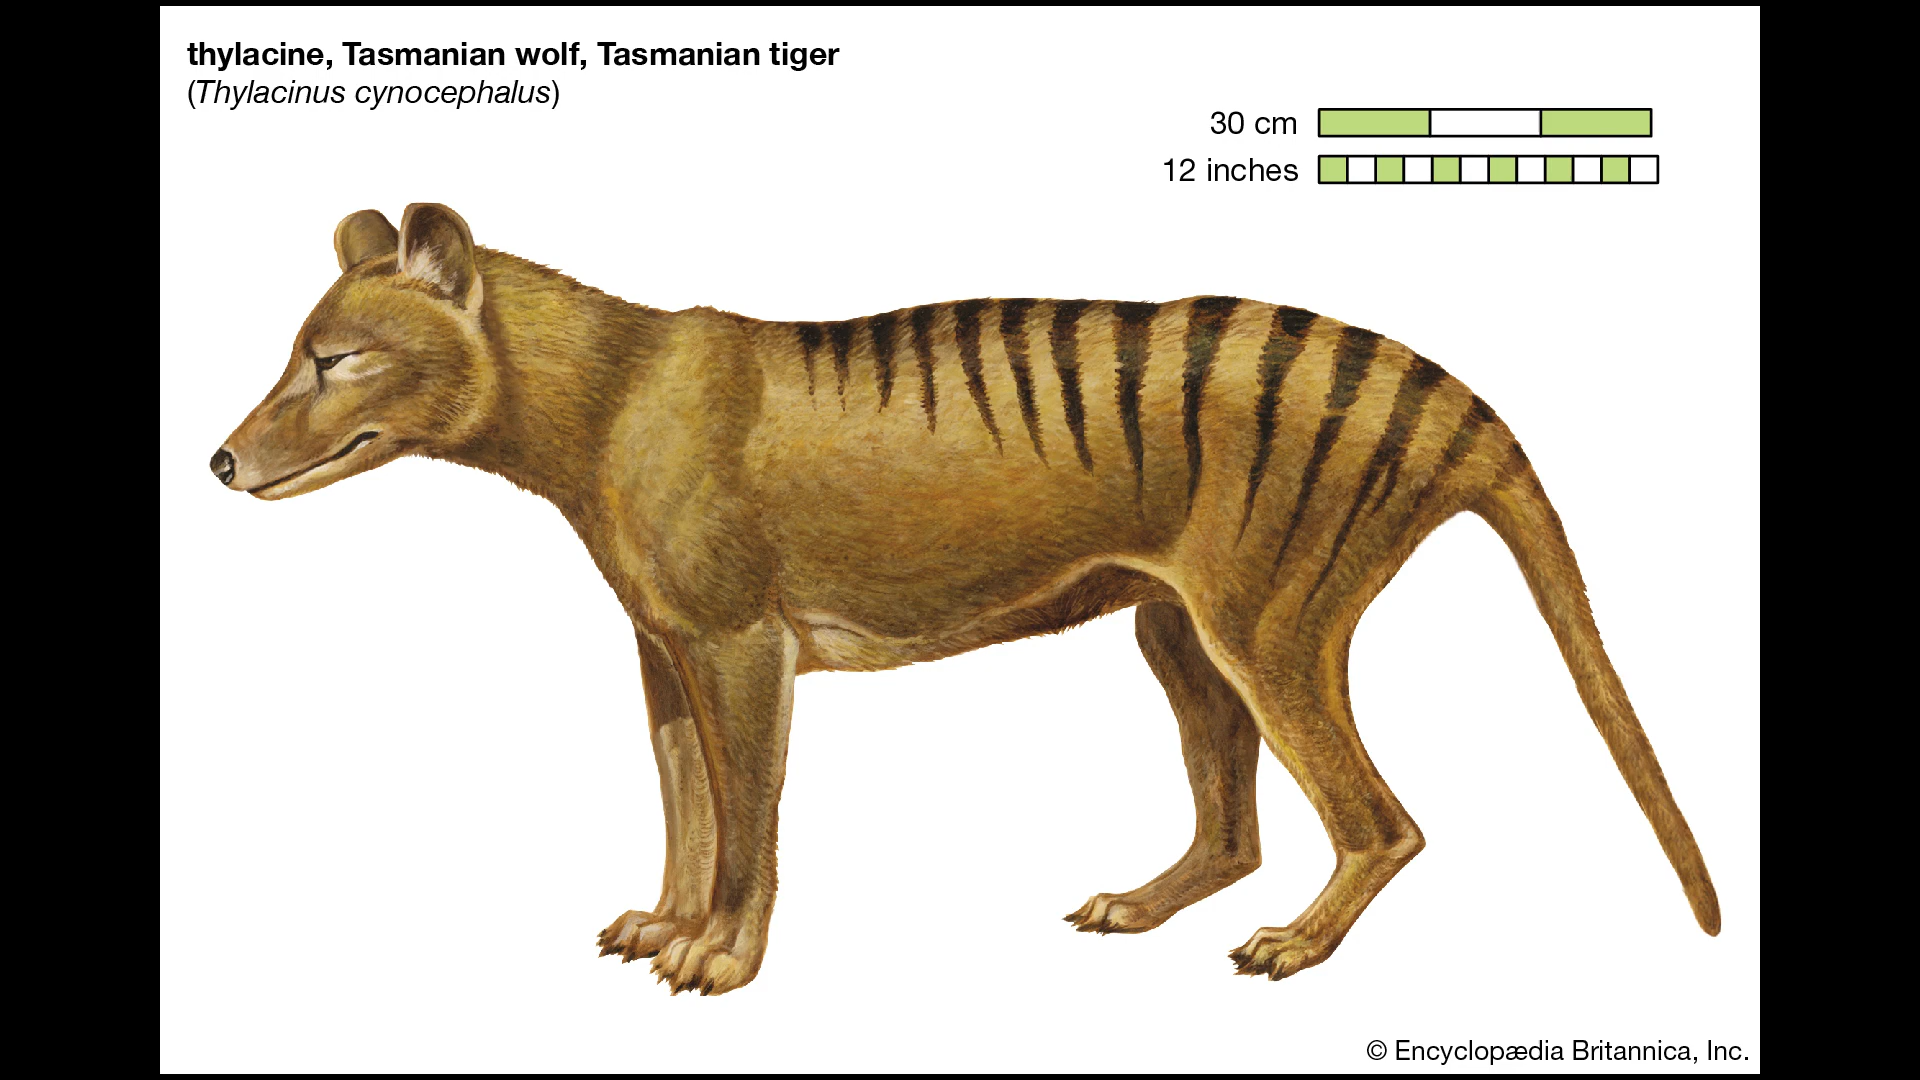 thylacine, Tasmanian wolf, Tasmanian tiger
(Thylacinus cynocephalus)
30 cm
12 inches
© Encyclopædia Britannica, Inc.